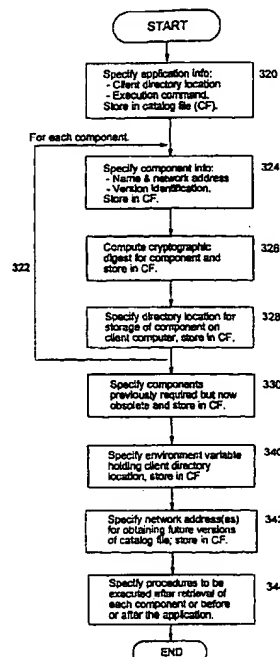 START
Specify application info:
- Client directory location
- Execution command.
Store in catalog file (CF).
320
For each component.
Specify component info:
- Name & network address
- Version Identification.
Store in CF.
324
322
Compute cryptographic
digest for component and
store in CF.
326
Specify directory location for
storage of component on
client computer, store in CF.
328
Specify components
previously required but now
obsolete and store in CF.
330
Specify environment variable
holding client directory
location, store in CF
340
Specify network address(es)
for obtaining future versions
of catalog file; store in CF.
342
Specify procedures to be
executed after retrieval of
each component or before
or after the application.
344
END